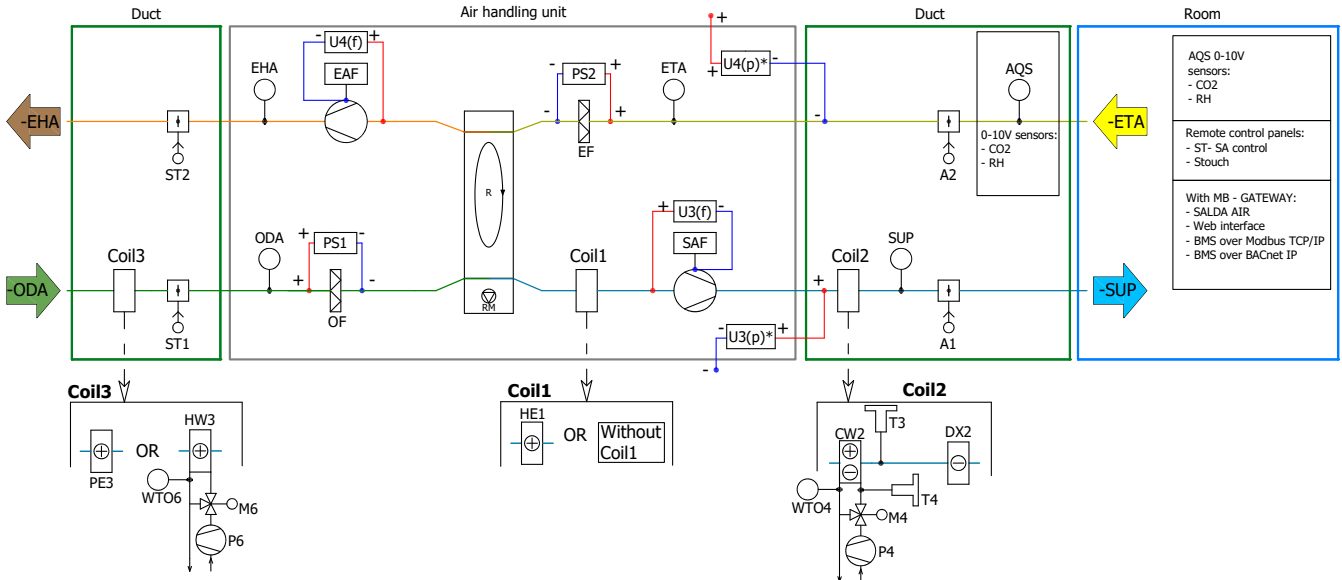 Duct
Air handling unit
Duct
Room
-EHA
ST2
EHA
- U4(f) +
EAF
R
RM
- PS2 +
- +
EF
ETA
+
+ U4(p)* -
A2
AQS
0-10V sensors:
- CO2
- RH
-ETA
AQS 0-10V
sensors:
- CO2
- RH
Remote control panels:
- ST- SA control
- Stouch
With MB - GATEWAY:
- SALDA AIR
- Web interface
- BMS over Modbus TCP/IP
- BMS over BACnet IP
-ODA
Coil3
ST1
ODA
+ PS1 -
+ -
OF
Coil1
+ U3(f) -
SAF
- U3(p)* +
-
+
Coil2
SUP
A1
-SUP
Coil3
PE3
OR
HW3
WTO6
M6
P6
Coil1
HE1
OR
Without
Coil1
Coil2
CW2
T3
DX2
WTO4
T4
M4
P4